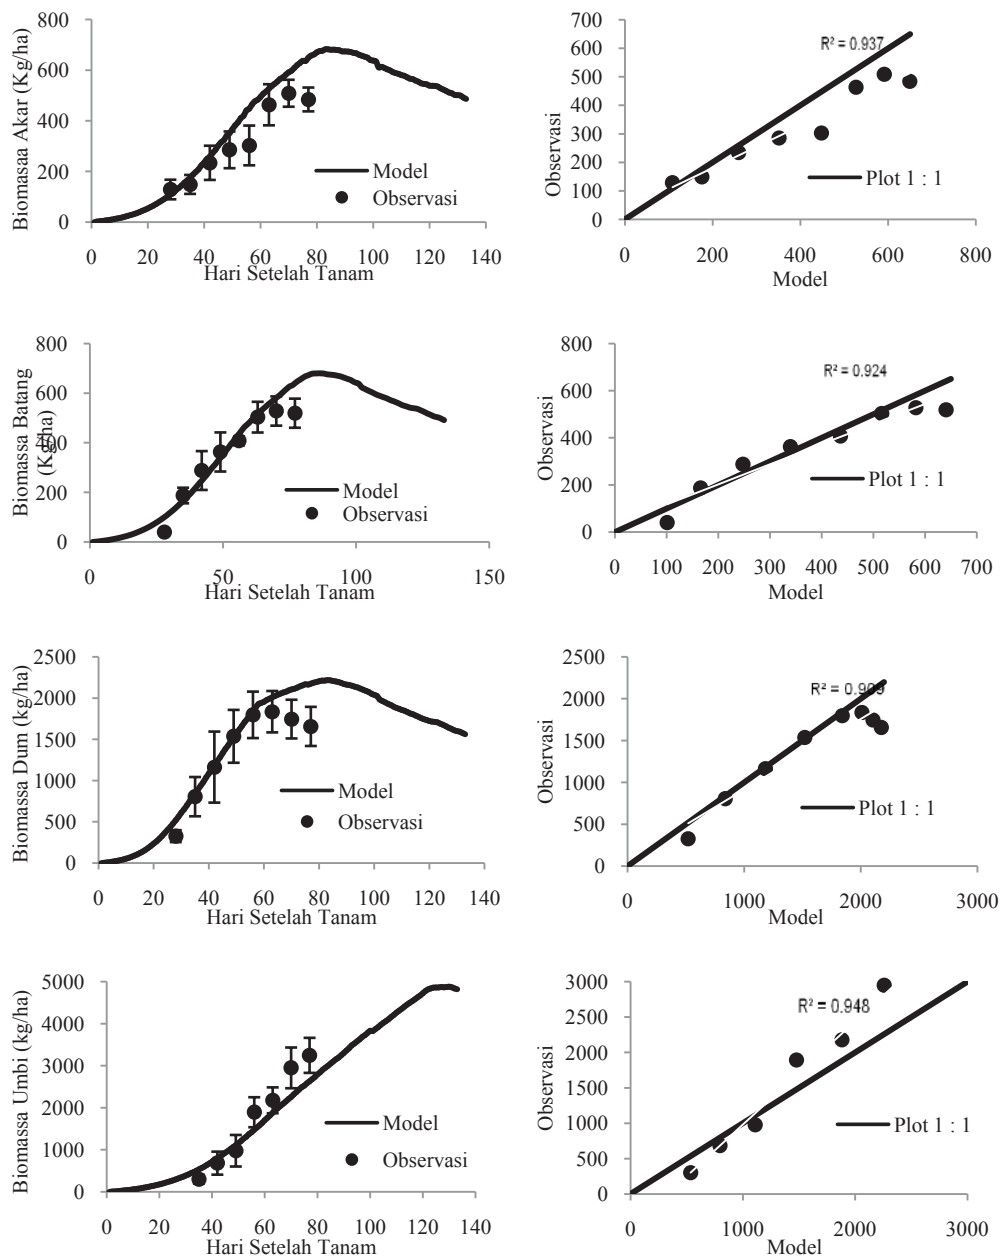 800
600
400
200
0
Biomasaa Akar (Kg/ha)
Model
Observasi
0 20 40 60 80 100 120 140
Hari Setelah Tanam
700
600
500
400
300
200
100
0
Observasi
R² = 0.937
Plot 1 : 1
0 200 400 600 800
Model
800
600
400
200
0
Biomassa Batang
(Kg/ha)
Model
Observasi
0 50 100 150
Hari Setelah Tanam
800
600
400
200
0
Observasi
R² = 0.924
Plot 1 : 1
0 100 200 300 400 500 600 700
Model
2500
2000
1500
1000
500
0
Biomassa Dum (kg/ha)
Model
Observasi
0 20 40 60 80 100 120 140
Hari Setelah Tanam
2500
2000
1500
1000
500
0
Observasi
R² =
Plot 1 : 1
0 1000 2000 3000
Model
5000
4000
3000
2000
1000
0
Biomassa Umbi (kg/ha)
Model
Observasi
0 20 40 60 80 100 120 140
Hari Setelah Tanam
3000
2500
2000
1500
1000
500
0
Observasi
R² = 0.948
Plot 1 : 1
0 1000 2000 3000
Model